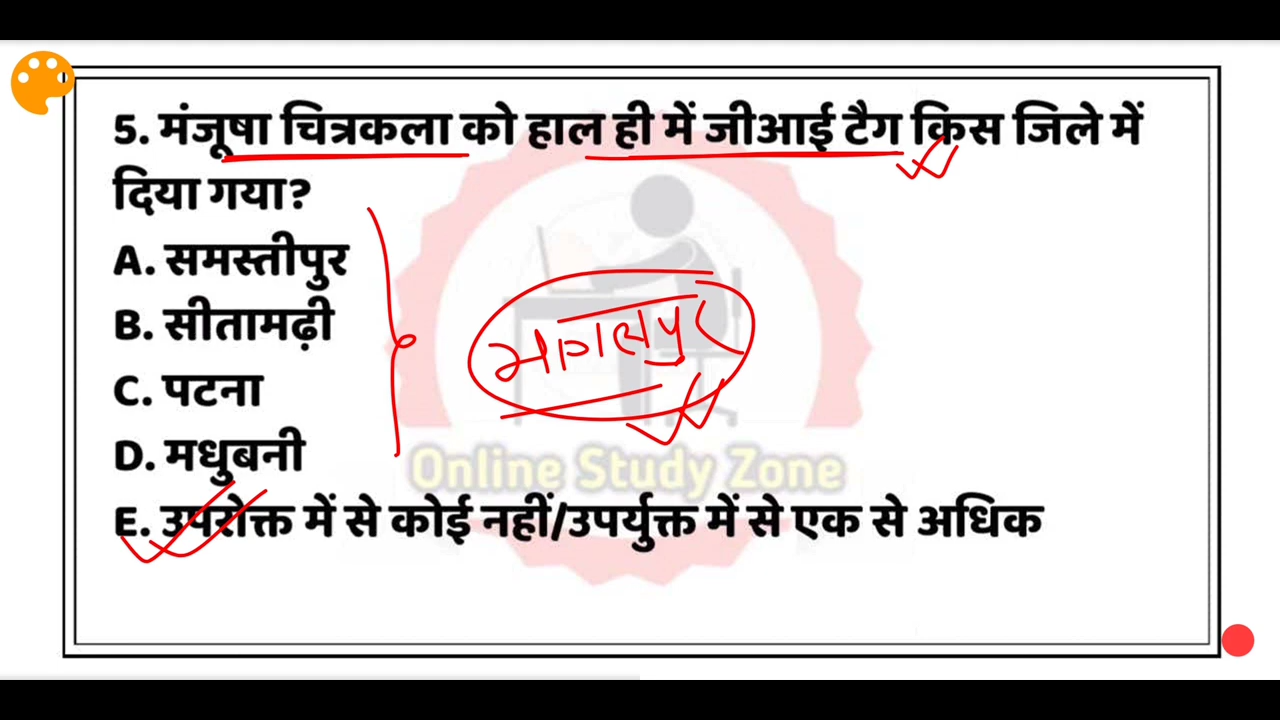 5. मंजूषा चित्रकला को हाल ही में जीआई टैग किस जिले में
दिया गया?
A. समस्तीपुर
B. सीतामढ़ी
भागलपुर
C. पटना
D. मधुबनी
Online Study Zone
E. उपरोक्त में से कोई नहीं/उपर्युक्त में से एक से अधिक